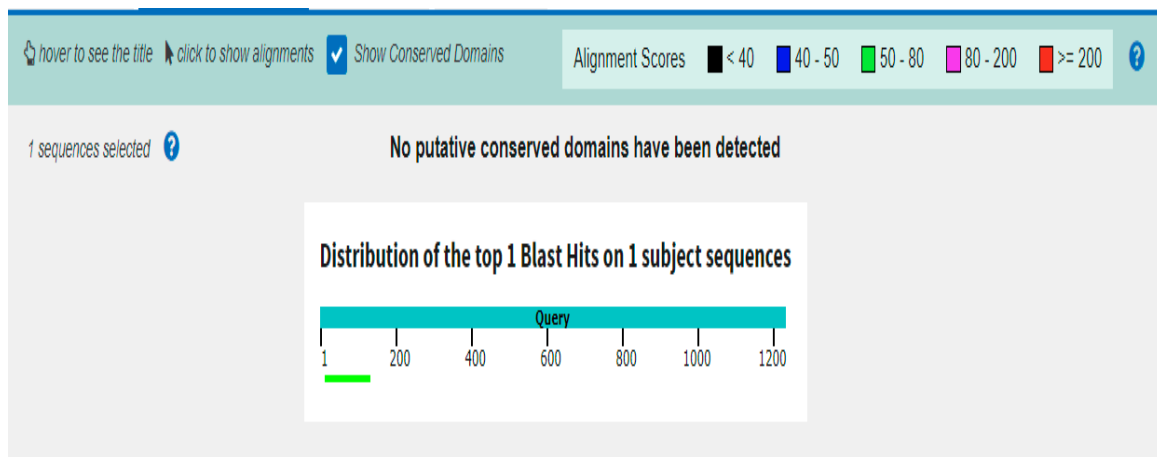 hover to see the title click to show alignments Show Conserved Domains Alignment Scores < 40 40 - 50 50 - 80 80 - 200 >= 200 ?
1 sequences selected ? No putative conserved domains have been detected
Distribution of the top 1 Blast Hits on 1 subject sequences
Query
1 200 400 600 800 1000 1200